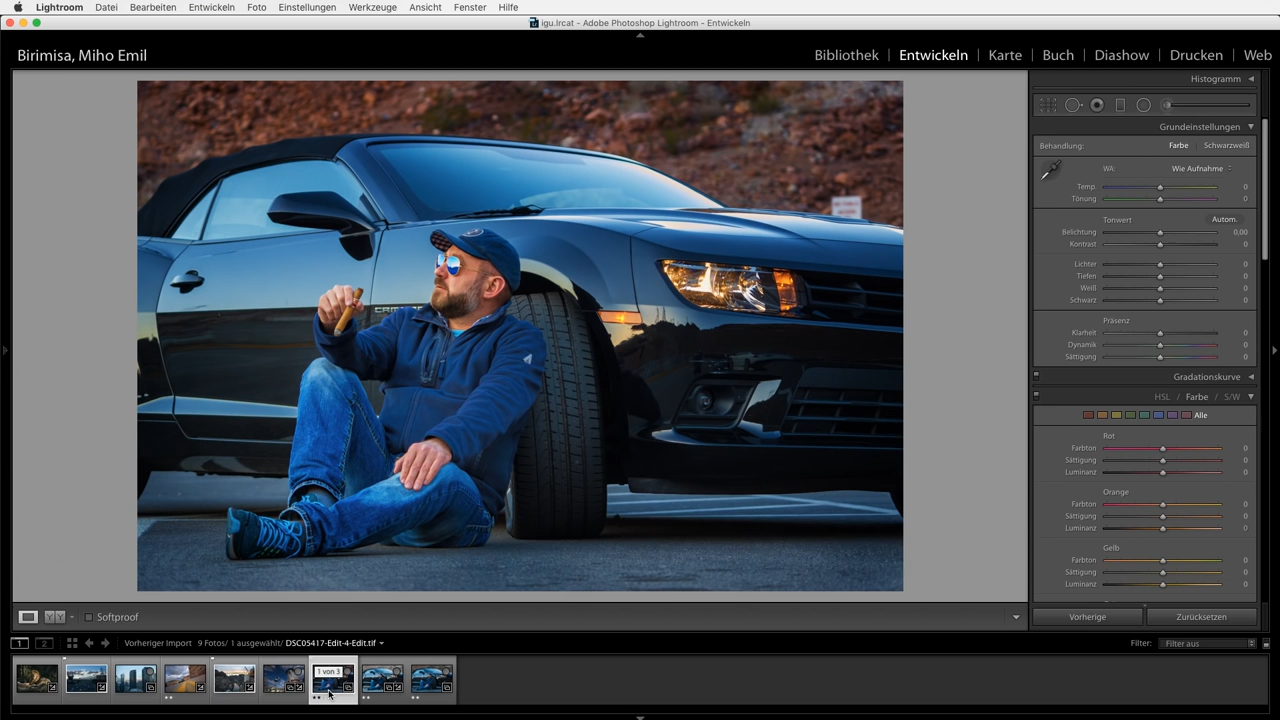 Lightroom Datei Bearbeiten Entwickeln Foto Einstellungen Werkzeuge Ansicht Fenster Hilfe
igu.lrcat - Adobe Photoshop Lightroom - Entwickeln
Birimisa, Miho Emil
Bibliothek | Entwickeln | Karte | Buch | Diashow | Drucken | Web
Histogramm
Grundeinstellungen
Behandlung: Farbe Schwarzweiß
WA: Wie Aufnahme
Temp. 0
Tönung 0
Tonwert Autom.
Belichtung 0,00
Kontrast 0
Lichter 0
Tiefen 0
Weiß 0
Schwarz 0
Präsenz
Klarheit 0
Dynamik 0
Sättigung 0
Gradationskurve
HSL / Farbe / S/W
Alle
Rot
Farbton 0
Sättigung 0
Luminanz 0
Orange
Farbton 0
Sättigung 0
Luminanz 0
Gelb
Farbton 0
Sättigung 0
Luminanz 0
Vorherige Zurücksetzen
Y Y Softproof
1 2 Vorheriger Import 9 Fotos/ 1 ausgewählt/ DSC05417-Edit-4-Edit.tif Filter: Filter aus
1 von 3